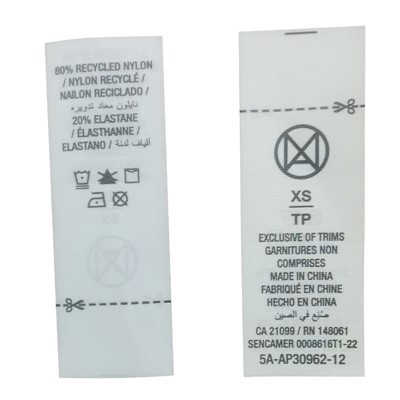 80% RECYCLED NYLON
/ NYLON RECYCLÉ /
NAILON RECICLADO /
نايلون معاد تدويره
20% ELASTANE
/ ÉLASTHANNE /
ELASTANO / ألياف لدنة
XS
TP
EXCLUSIVE OF TRIMS
GARNITURES NON
COMPRISES
MADE IN CHINA
FABRIQUÉ EN CHINE
HECHO EN CHINA
صُنِع في الصين
CA 21099 / RN 148061
SENCAMER 0008616T1-22
5A-AP30962-12